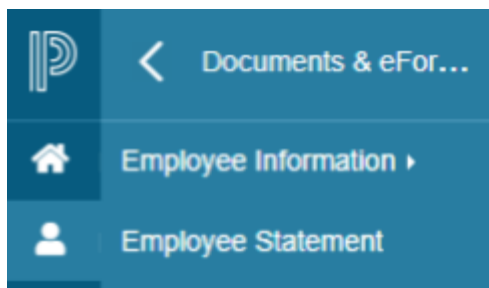 Documents & eFor...
Employee Information
Employee Statement